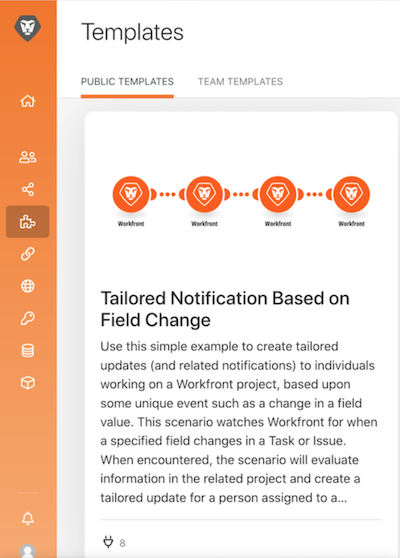 Templates
PUBLIC TEMPLATES TEAM TEMPLATES
Workfront Workfront Workfront Workfront
Tailored Notification Based on
Field Change
Use this simple example to create tailored
updates (and related notifications) to individuals
working on a Workfront project, based upon
some unique event such as a change in a field
value. This scenario watches Workfront for when
a specified field changes in a Task or Issue.
When encountered, the scenario will evaluate
information in the related project and create a
tailored update for a person assigned to a...
8